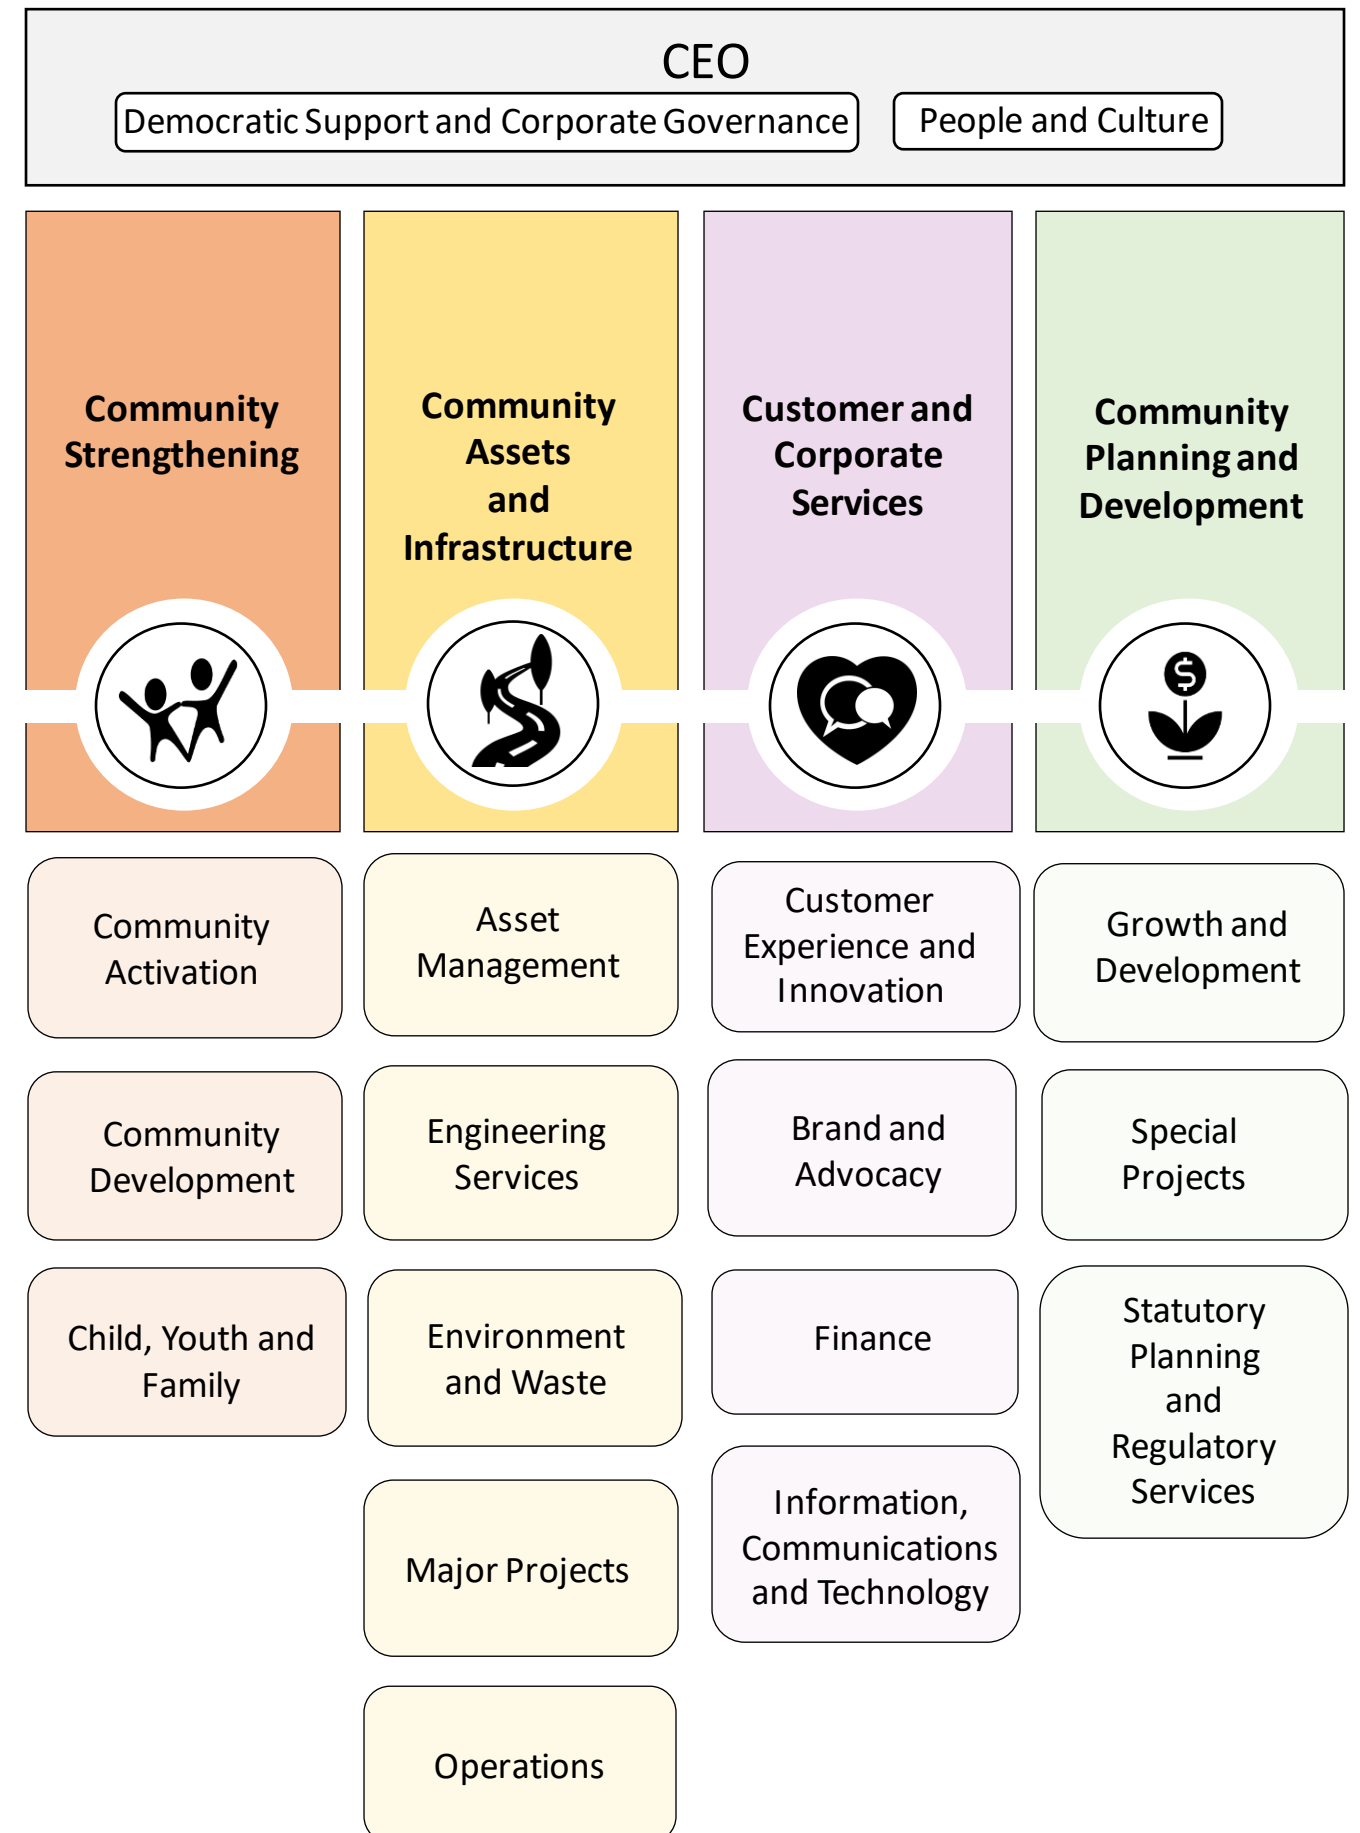 CEO
Democratic Support and Corporate Governance
People and Culture
Community
Strengthening
Community
Assets
and
Infrastructure
Customer and
Corporate
Services
Community
Planning and
Development
$
Community
Activation
Community
Development
Child, Youth and
Family
Asset
Management
Engineering
Services
Environment
and Waste
Major Projects
Operations
Customer
Experience and
Innovation
Brand and
Advocacy
Finance
Information,
Communications
and Technology
Growth and
Development
Special
Projects
Statutory
Planning
and
Regulatory
Services